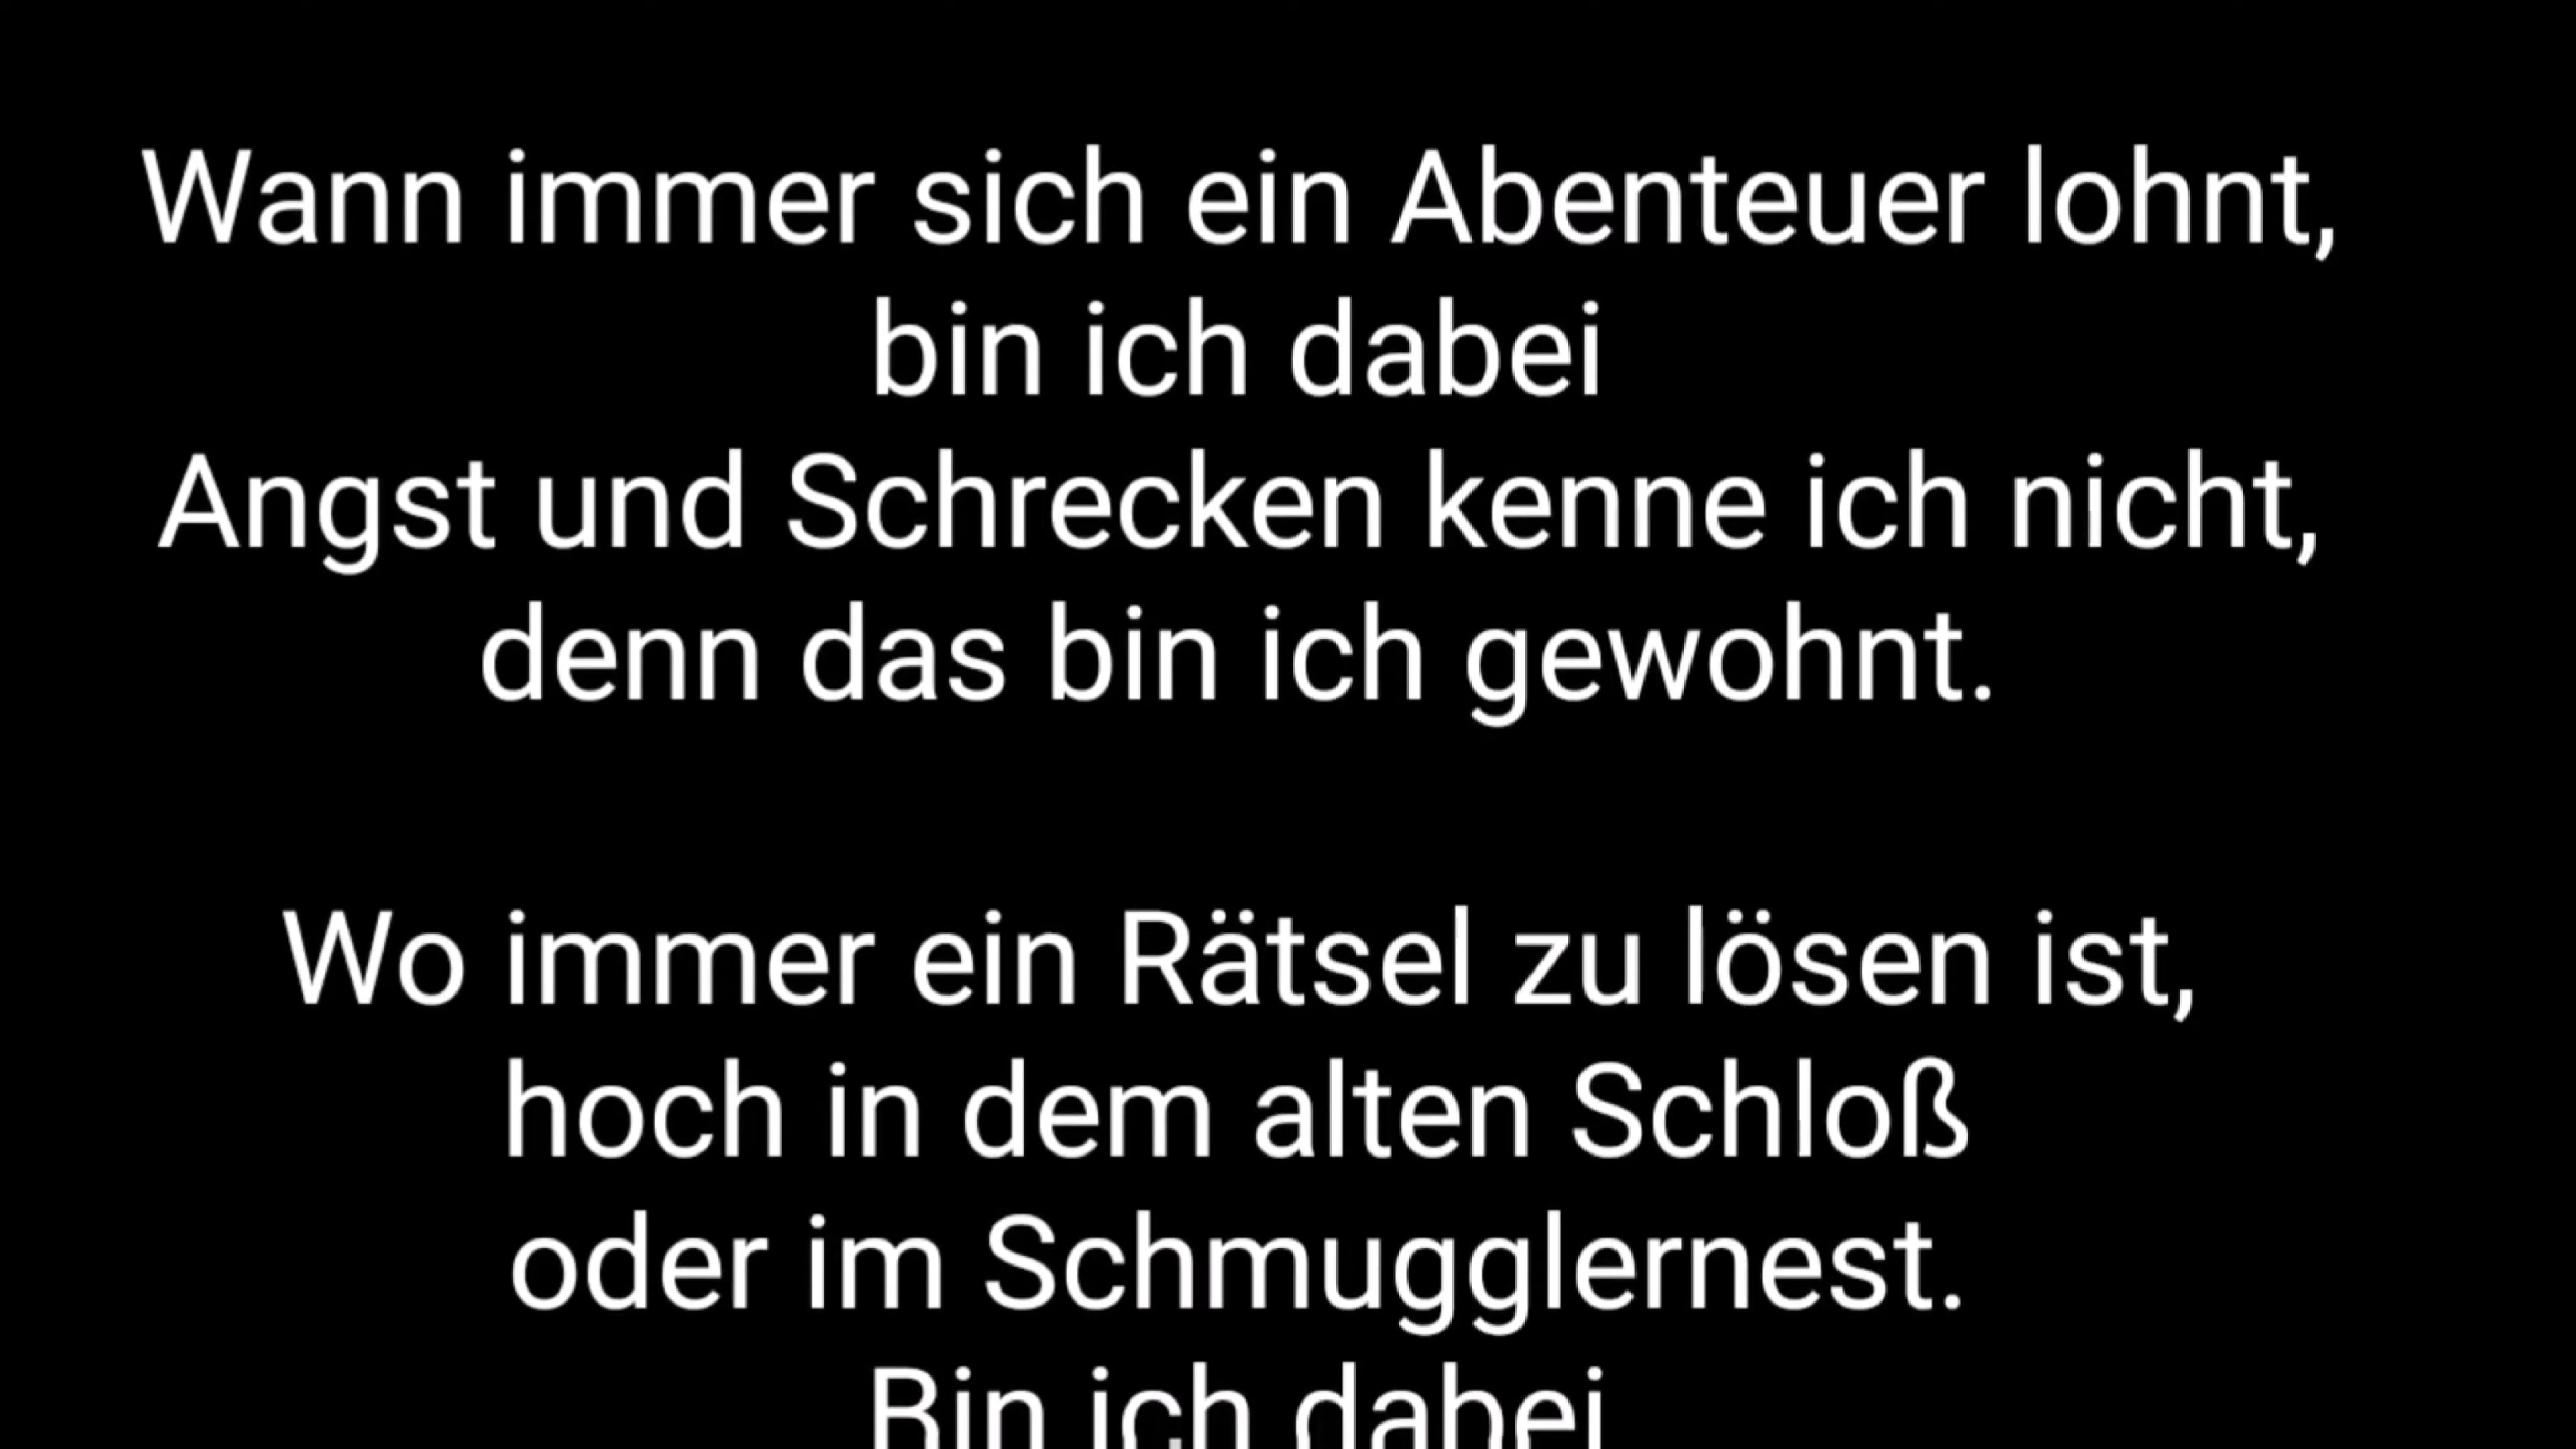 Wann immer sich ein Abenteuer lohnt,
bin ich dabei
Angst und Schrecken kenne ich nicht,
denn das bin ich gewohnt.
Wo immer ein Rätsel zu lösen ist,
hoch in dem alten Schloß
oder im Schmugglernest.
Bin ich dabei